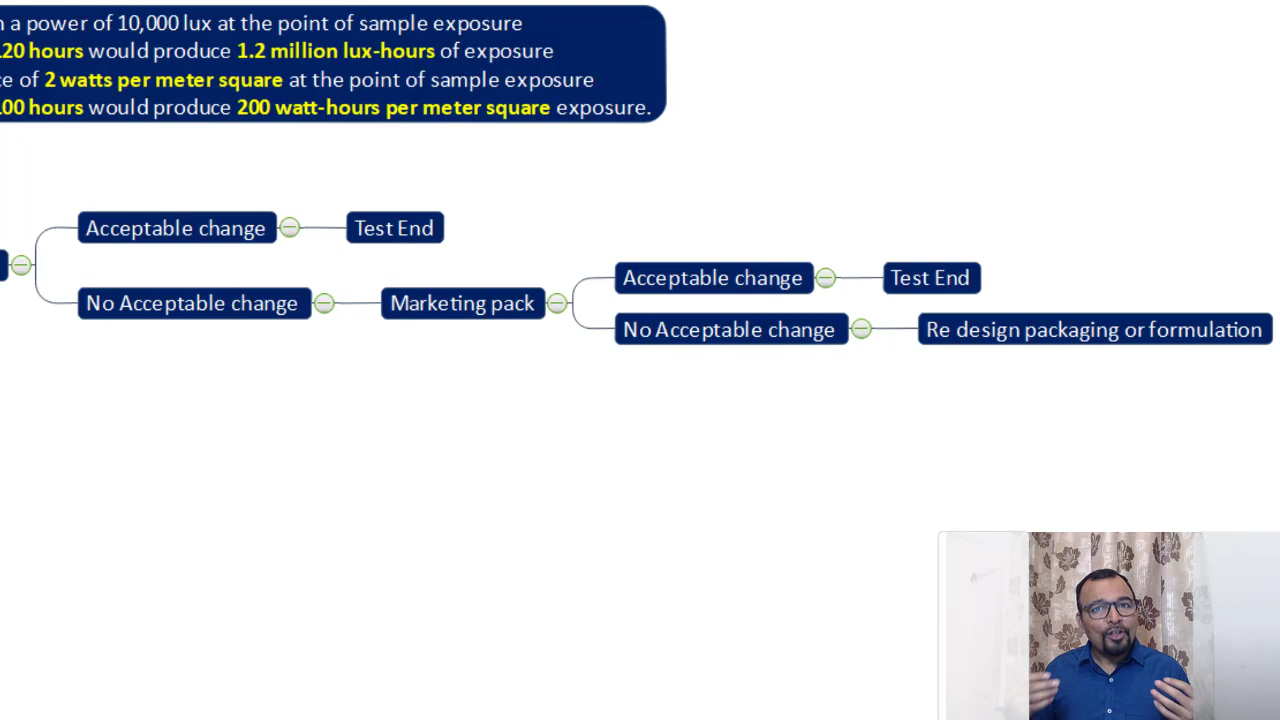 a power of 10,000 lux at the point of sample exposure
20 hours would produce 1.2 million lux-hours of exposure
of 2 watts per meter square at the point of sample exposure
00 hours would produce 200 watt-hours per meter square exposure.
Acceptable change
Test End
Acceptable change
Test End
No Acceptable change
Marketing pack
No Acceptable change
Re design packaging or formulation